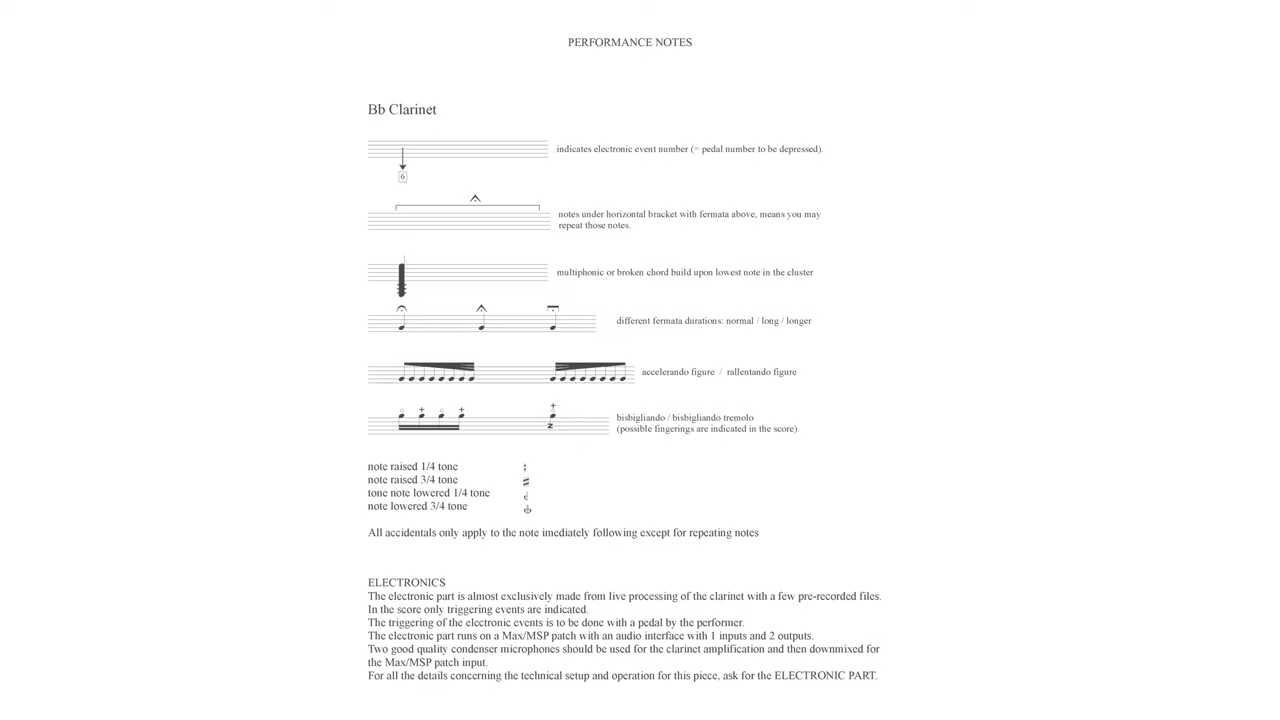 PERFORMANCE NOTES
Bb Clarinet
indicates electronic event number (= pedal number to be depressed).
6
notes under horizontal bracket with fermata above, means you may
repeat those notes.
multiphonic or broken chord build upon lowest note in the cluster
different fermata durations: normal / long / longer
accelerando figure / rallentando figure
bisbigliando / bisbigliando tremolo
(possible fingerings are indicated in the score)
note raised 1/4 tone
note raised 3/4 tone
tone note lowered 1/4 tone
note lowered 3/4 tone
All accidentals only apply to the note imediately following except for repeating notes
ELECTRONICS
The electronic part is almost exclusively made from live processing of the clarinet with a few pre-recorded files.
In the score only triggering events are indicated.
The triggering of the electronic events is to be done with a pedal by the performer.
The electronic part runs on a Max/MSP patch with an audio interface with 1 inputs and 2 outputs.
Two good quality condenser microphones should be used for the clarinet amplification and then downmixed for
the Max/MSP patch input.
For all the details concerning the technical setup and operation for this piece, ask for the ELECTRONIC PART.